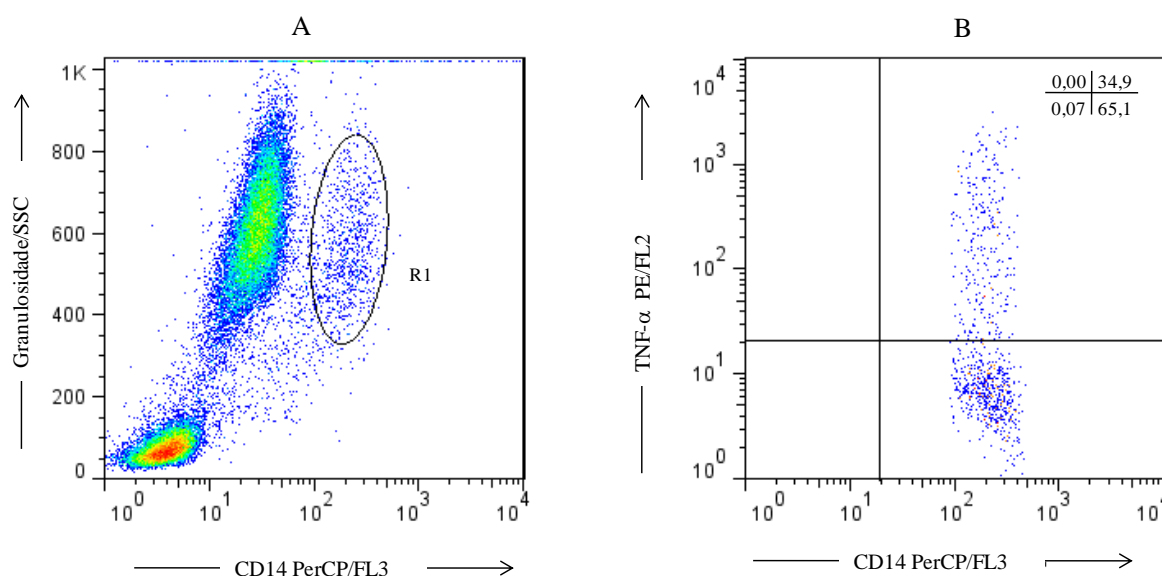 A
Granulosidade/SSC
1K
800
600
400
200
0
R1
10^0 10^1 10^2 10^3 10^4
CD14 PerCP/FL3
B
TNF-α PE/FL2
10^4
10^3
10^2
10^1
10^0
0,00 34,9
0,07 65,1
10^0 10^1 10^2 10^3 10
CD14 PerCP/FL3